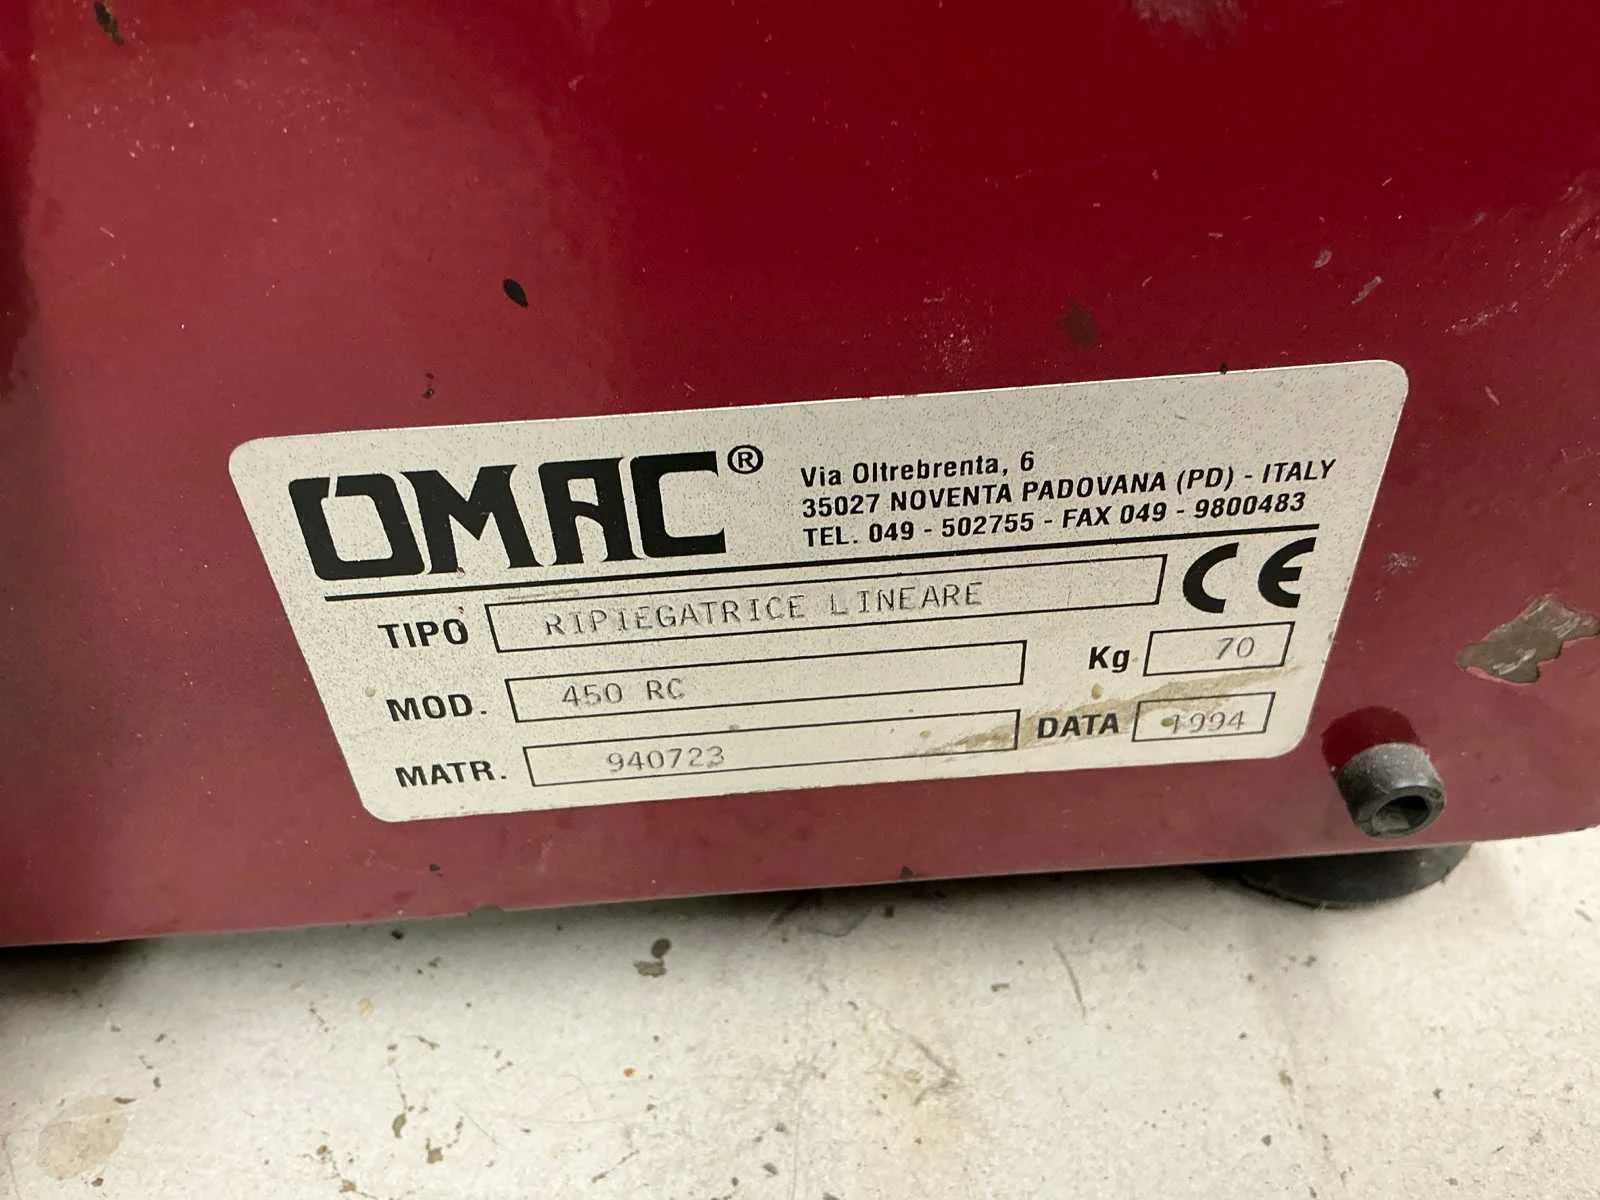 OMAC®
Via Oltrebrenta, 6
35027 NOVENTA PADOVANA (PD) - ITALY
TEL. 049 - 502755 - FAX 049 - 9800483
TIPO RIPIEGATRICE LINEARE CE
MOD. 450 RC Kg 70
MATR. 940723 DATA 1994